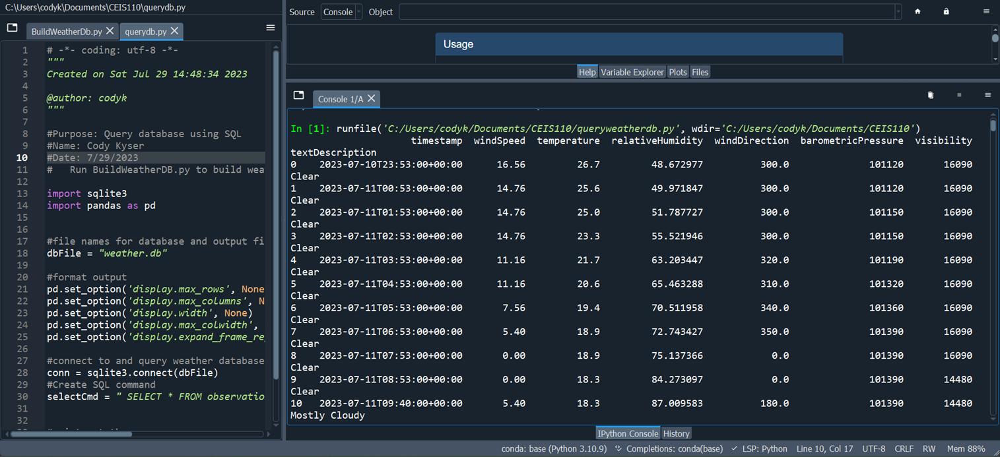 C:\Users\codyk\Documents\CEIS110\querydb.py
BuildWeatherDb.py
querydb.py
1 # -*- coding: utf-8 -*-
2 """
3 Created on Sat Jul 29 14:48:34 2023
4
5 @author: codyk
6 """
7
8 #Purpose: Query database using SQL
9 #Name: Cody Kyser
10 #Date: 7/29/2023
11 #   Run BuildWeatherDB.py to build wea
12
13 import sqlite3
14 import pandas as pd
15
16
17 #file names for database and output fi
18 dbFile = "weather.db"
19
20 #format output
21 pd.set_option('display.max_rows', None
22 pd.set_option('display.max_columns', N
23 pd.set_option('display.width', None)
24 pd.set_option('display.max_colwidth',
25 pd.set_option('display.expand_frame_re
26
27 #connect to and query weather database
28 conn = sqlite3.connect(dbFile)
29 #Create SQL command
30 selectCmd = " SELECT * FROM observatio
31
32
Source Console Object
Usage
Help Variable Explorer Plots Files
Console 1/A
In [1]: runfile('C:/Users/codyk/Documents/CEIS110/queryweatherdb.py', wdir='C:/Users/codyk/Documents/CEIS110')
timestamp windSpeed temperature relativeHumidity windDirection barometricPressure visibility
textDescription
0 2023-07-10T23:53:00+00:00 16.56 26.7 48.672977 300.0 101120 16090
Clear
1 2023-07-11T00:53:00+00:00 14.76 25.6 49.971847 300.0 101120 16090
Clear
2 2023-07-11T01:53:00+00:00 14.76 25.0 51.787727 300.0 101150 16090
Clear
3 2023-07-11T02:53:00+00:00 14.76 23.3 55.521946 300.0 101150 16090
Clear
4 2023-07-11T03:53:00+00:00 11.16 21.7 63.203447 320.0 101190 16090
Clear
5 2023-07-11T04:53:00+00:00 11.16 20.6 65.463288 310.0 101320 16090
Clear
6 2023-07-11T05:53:00+00:00 7.56 19.4 70.511958 340.0 101360 16090
Clear
7 2023-07-11T06:53:00+00:00 5.40 18.9 72.743427 350.0 101390 16090
Clear
8 2023-07-11T07:53:00+00:00 0.00 18.9 75.137366 0.0 101390 16090
Clear
9 2023-07-11T08:53:00+00:00 0.00 18.3 84.273097 0.0 101390 14480
Clear
10 2023-07-11T09:40:00+00:00 5.40 18.3 87.009583 180.0 101390 14480
Mostly Cloudy
IPython Console History
conda: base (Python 3.10.9) Completions: conda(base) LSP: Python Line 10, Col 17 UTF-8 CRLF RW Mem 88%